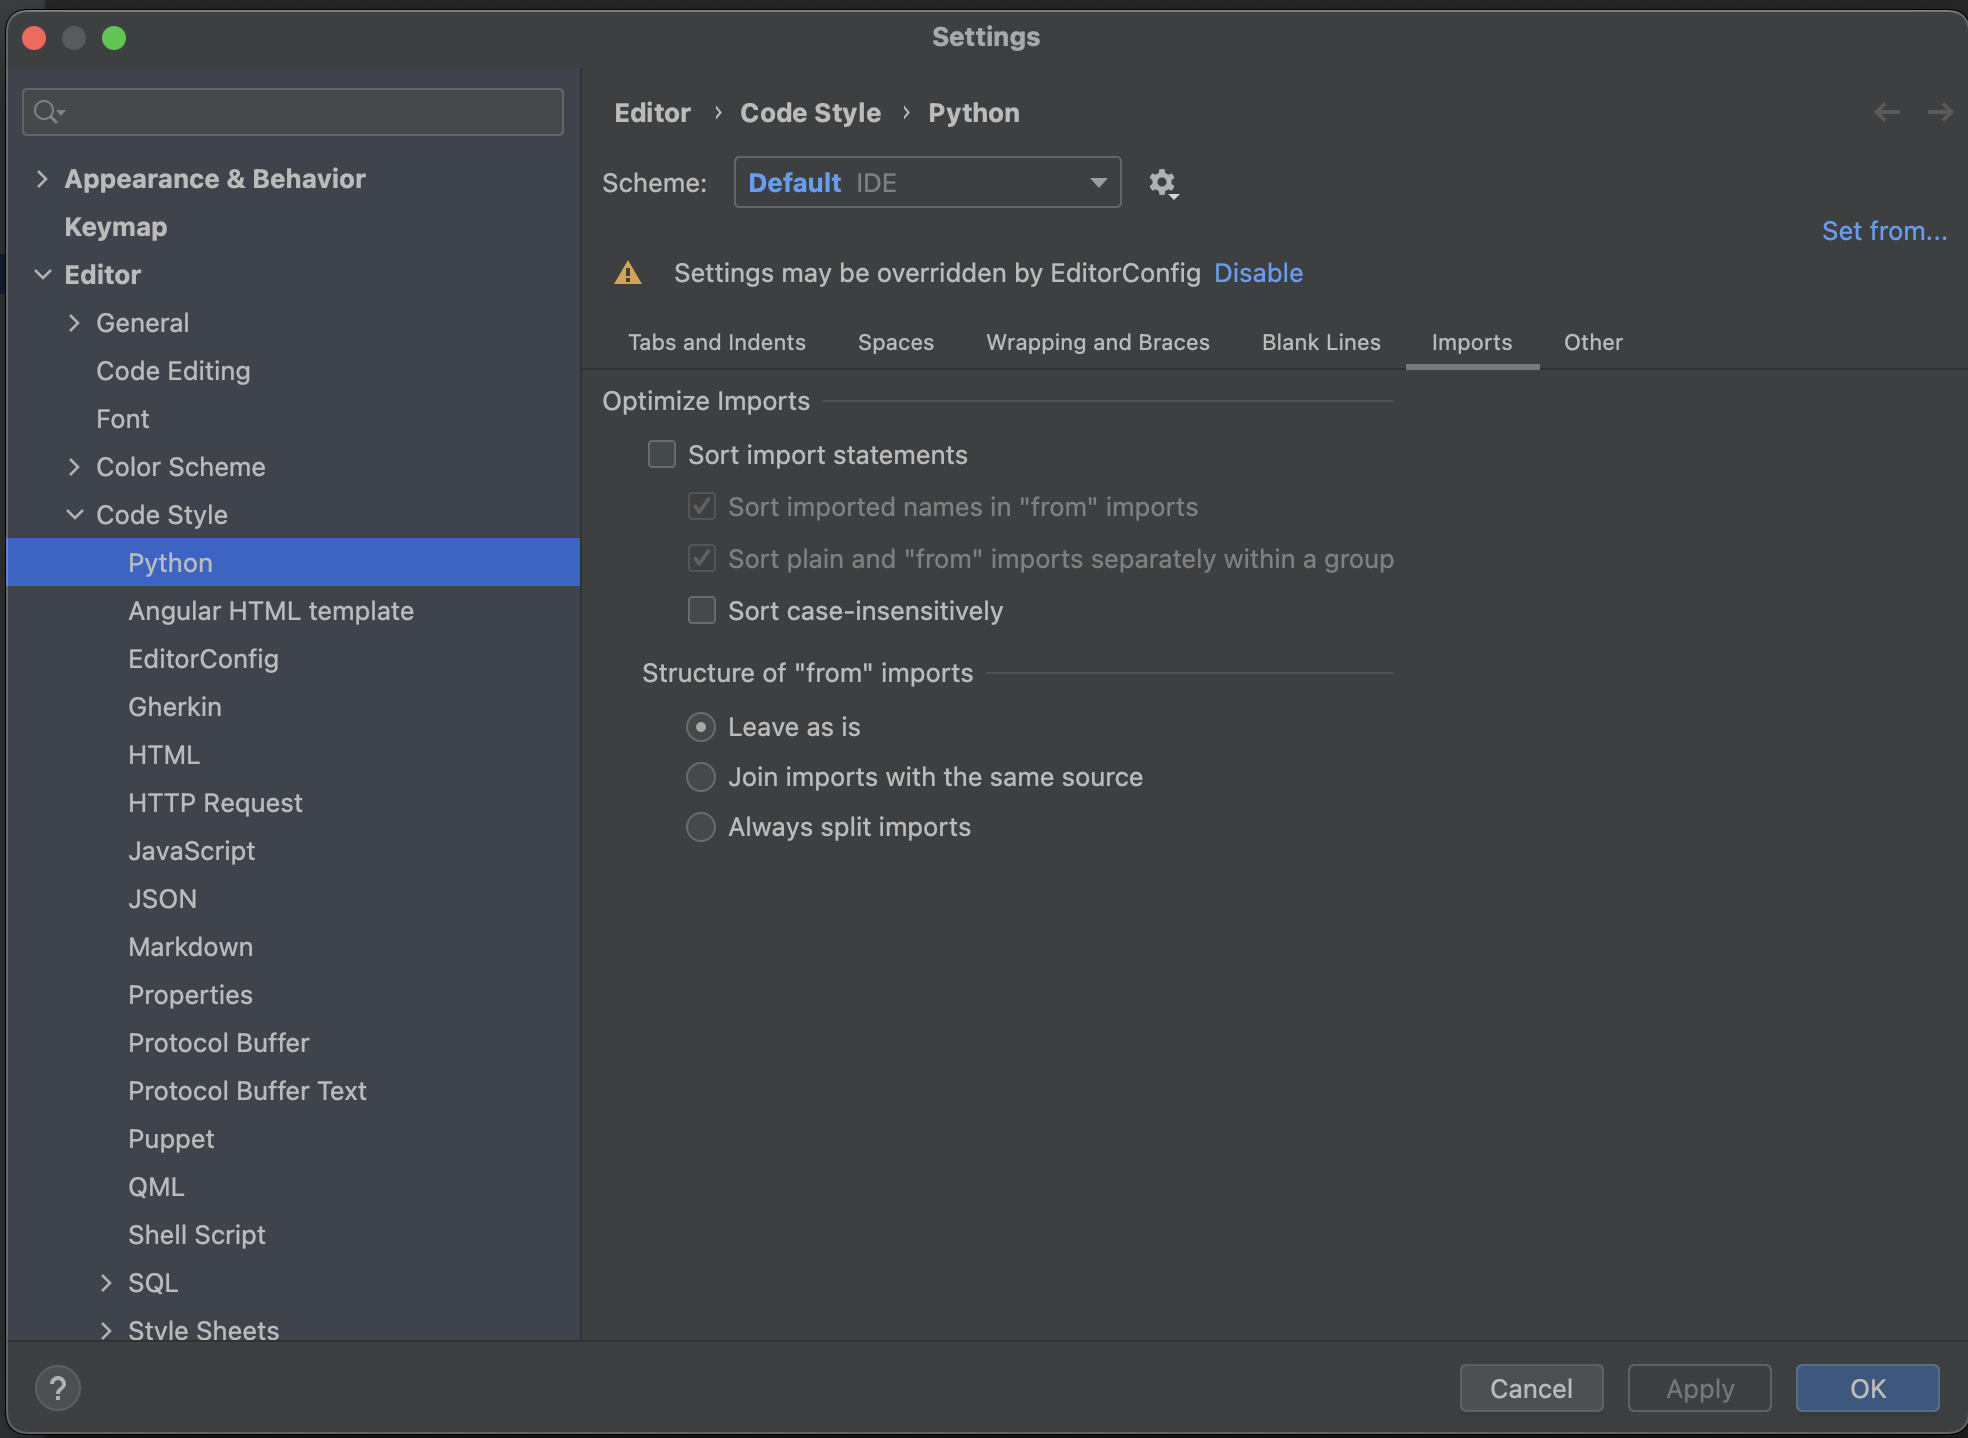 Settings
Appearance & Behavior
Keymap
Editor
General
Code Editing
Font
Color Scheme
Code Style
Python
Angular HTML template
EditorConfig
Gherkin
HTML
HTTP Request
JavaScript
JSON
Markdown
Properties
Protocol Buffer
Protocol Buffer Text
Puppet
QML
Shell Script
SQL
Style Sheets
Editor › Code Style › Python
Scheme: Default IDE
Set from...
Settings may be overridden by EditorConfig Disable
Tabs and Indents Spaces Wrapping and Braces Blank Lines Imports Other
Optimize Imports
Sort import statements
Sort imported names in "from" imports
Sort plain and "from" imports separately within a group
Sort case-insensitively
Structure of "from" imports
Leave as is
Join imports with the same source
Always split imports
? Cancel Apply OK